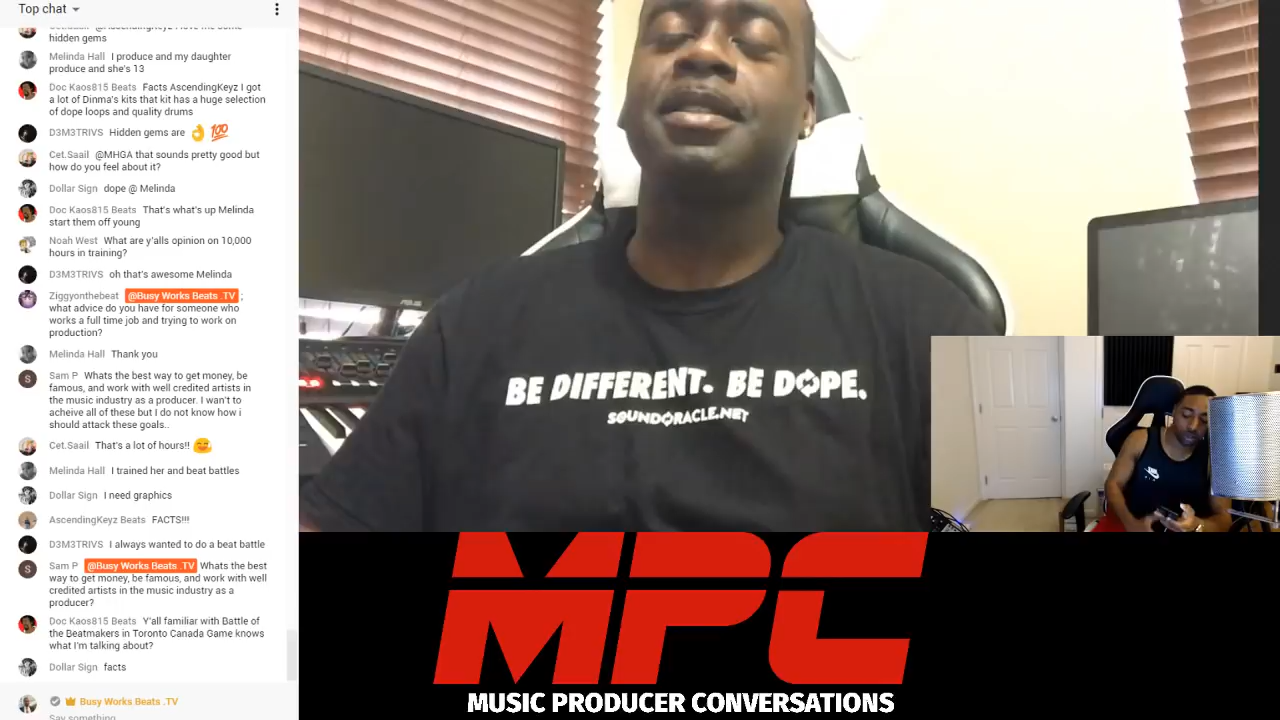 Top chat
hidden gems
Melinda Hall I produce and my daughter
produce and she's 13
Doc Kaos815 Beats Facts AscendingKeyz I got
a lot of Dinma's kits that kit has a huge selection
of dope loops and quality drums
D3M3TRIVS Hidden gems are 👌 💯
Cet.Saail @MHGA that sounds pretty good but
how do you feel about it?
Dollar Sign dope @ Melinda
Doc Kaos815 Beats That's what's up Melinda
start them off young
Noah West What are y'alls opinion on 10,000
hours in training?
D3M3TRIVS oh that's awesome Melinda
Ziggyonthebeat @Busy Works Beats .TV ;
what advice do you have for someone who
works a full time job and trying to work on
production?
Melinda Hall Thank you
S
Sam P Whats the best way to get money, be
famous, and work with well credited artists in
the music industry as a producer. I wan't to
acheive all of these but I do not know how i
should attack these goals..
Cet.Saail That's a lot of hours!!
Melinda Hall I trained her and beat battles
Dollar Sign I need graphics
AscendingKeyz Beats FACTS!!!
D3M3TRIVS I always wanted to do a beat battle
S
Sam P @Busy Works Beats .TV Whats the best
way to get money, be famous, and work with well
credited artists in the music industry as a
producer?
Doc Kaos815 Beats Y'all familiar with Battle of
the Beatmakers in Toronto Canada Game knows
what I'm talking about?
Dollar Sign facts
Busy Works Beats .TV
Say something
ASUS
BE DIFFERENT. BE DOPE.
SOUNDORACLE.NET
MPC
MUSIC PRODUCER CONVERSATIONS